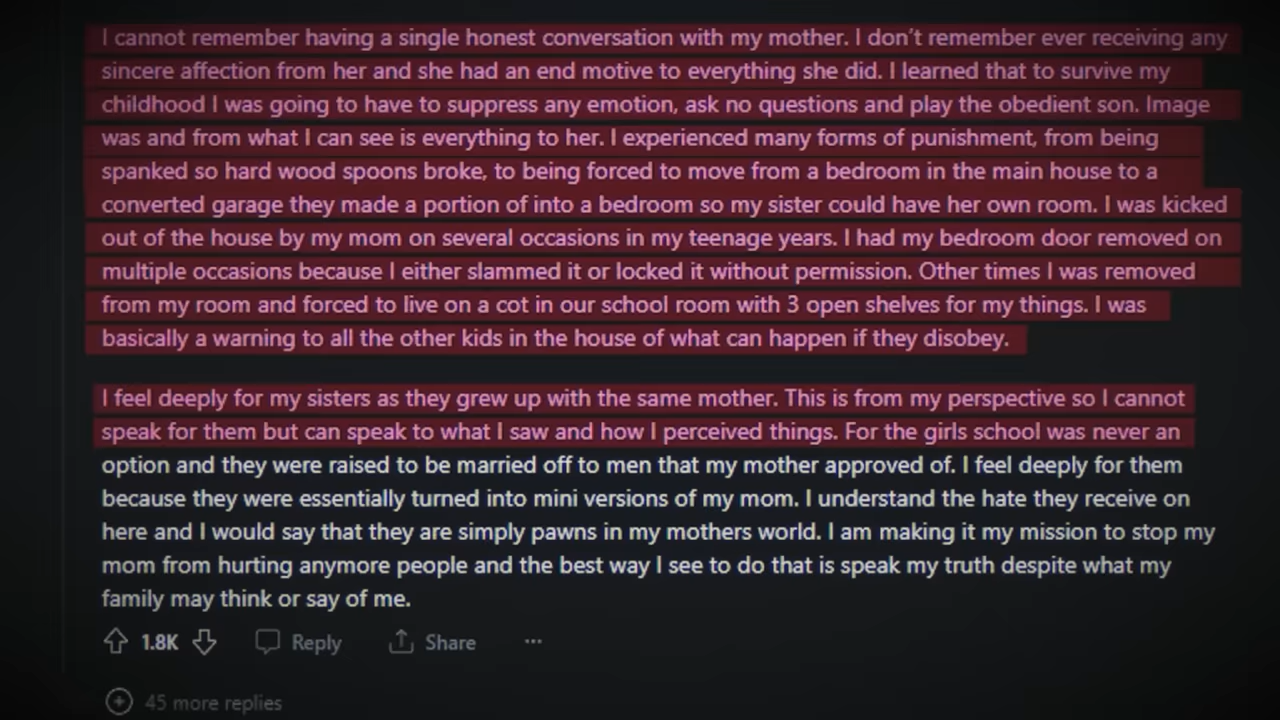 I cannot remember having a single honest conversation with my mother. I don't remember ever receiving any
sincere affection from her and she had an end motive to everything she did. I learned that to survive my
childhood I was going to have to suppress any emotion, ask no questions and play the obedient son. Image
was and from what I can see is everything to her. I experienced many forms of punishment, from being
spanked so hard wood spoons broke, to being forced to move from a bedroom in the main house to a
converted garage they made a portion of into a bedroom so my sister could have her own room. I was kicked
out of the house by my mom on several occasions in my teenage years. I had my bedroom door removed on
multiple occasions because I either slammed it or locked it without permission. Other times I was removed
from my room and forced to live on a cot in our school room with 3 open shelves for my things. I was
basically a warning to all the other kids in the house of what can happen if they disobey.
I feel deeply for my sisters as they grew up with the same mother. This is from my perspective so I cannot
speak for them but can speak to what I saw and how I perceived things. For the girls school was never an
option and they were raised to be married off to men that my mother approved of. I feel deeply for them
because they were essentially turned into mini versions of my mom. I understand the hate they receive on
here and I would say that they are simply pawns in my mothers world. I am making it my mission to stop my
mom from hurting anymore people and the best way I see to do that is speak my truth despite what my
family may think or say of me.
1.8K Reply Share ...
45 more replies